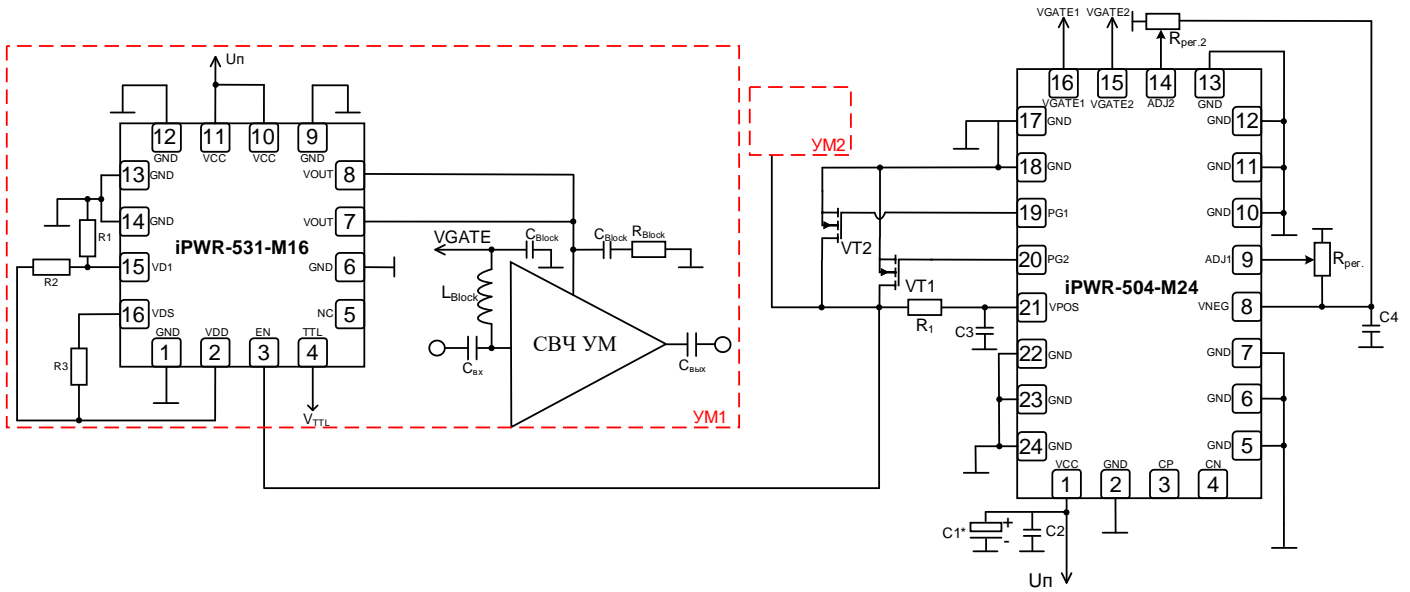 Uп
12
11
10
9
GND
VCC
VCC
GND
13
GND
14
GND
15
VD1
16
VDS
VOUT
8
VOUT
7
GND
6
NC
5
iPWR-531-M16
GND
VDD
EN
TTL
1
2
3
4
R1
R2
R3
VTTL
VGATE
CBlock
CBlock
RBlock
LBlock
СВЧ УМ
Cвх
Cвых
УМ1
УМ2
VT2
VT1
R1
C3
VGATE1
VGATE2
Rрег.2
16
15
14
13
VGATE1
VGATE2
ADJ2
GND
17
GND
18
GND
19
PG1
20
PG2
21
VPOS
22
GND
23
GND
24
GND
iPWR-504-M24
GND
12
GND
11
GND
10
ADJ1
9
VNEG
8
GND
7
GND
6
GND
5
Rрег.
C4
VCC
GND
CP
CN
1
2
3
4
C1*
+
-
C2
Uп